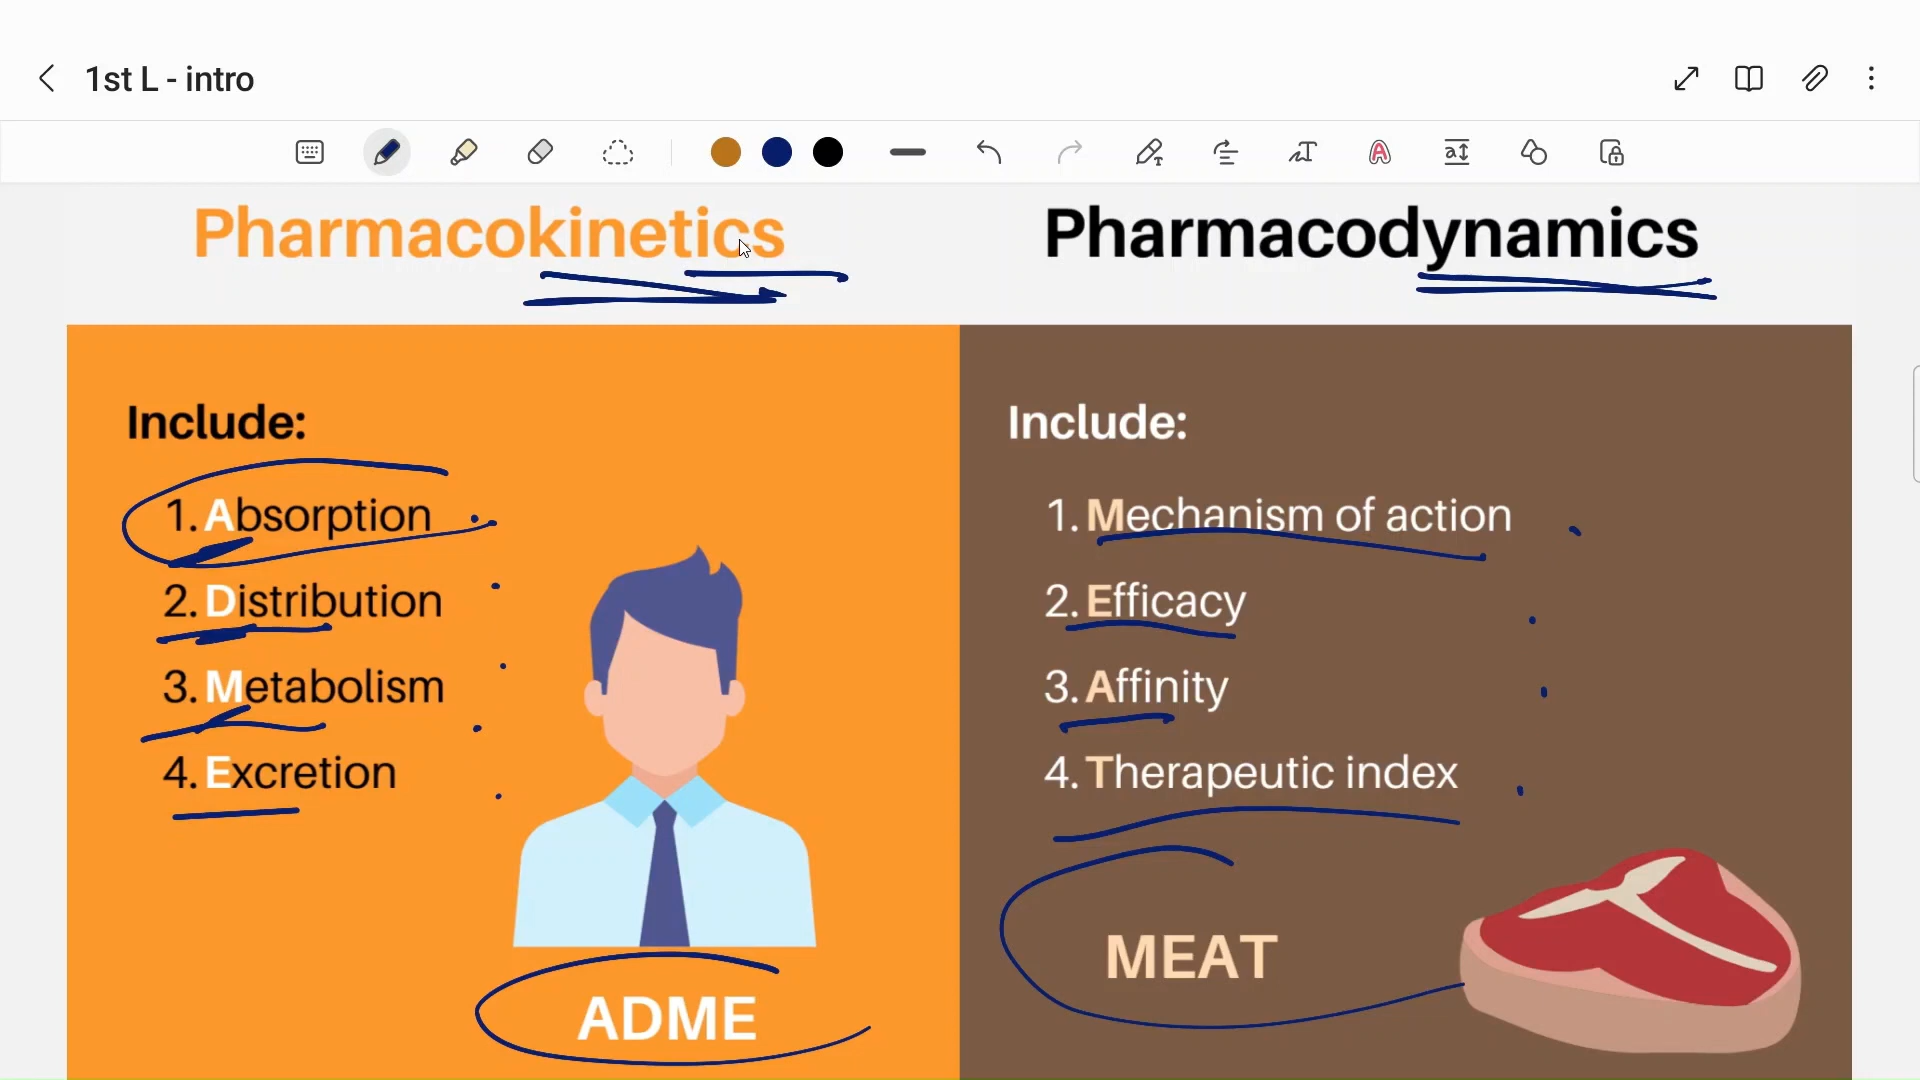 1st L - intro
Pharmacokinetics
Include:
1. Absorption
2. Distribution
3. Metabolism
4. Excretion
ADME
Pharmacodynamics
Include:
1. Mechanism of action
2. Efficacy
3. Affinity
4. Therapeutic index
MEAT